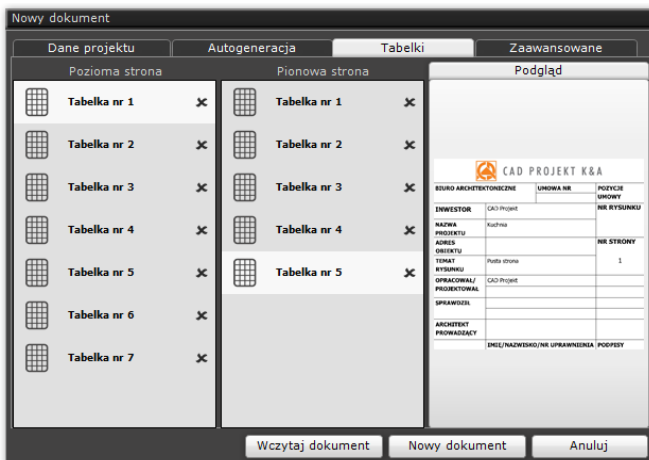 Nowy dokument
Dane projektu Autogeneracja Tabelki Zaawansowane
Pozioma strona Pionowa strona Podgląd
Tabelka nr 1 Tabelka nr 1
Tabelka nr 2 Tabelka nr 2
Tabelka nr 3 Tabelka nr 3
Tabelka nr 4 Tabelka nr 4
Tabelka nr 5 Tabelka nr 5
Tabelka nr 6
Tabelka nr 7
CAD PROJEKT K&A
BIURO ARCHITEKTONICZNE UMOWA NR POZYCJE
UMOWY
INWESTOR CAD Projekt NR RYSUNKU
NAZWA Kuchnia
PROJEKTU
ADRES NR STRONY
OBIEKTU
TEMAT Pusta strona 1
RYSUNKU
OPRACOWAŁ/ CAD Projekt
PROJEKTOWAŁ
SPRAWDZIŁ
ARCHITEKT
PROWADZĄCY
IMIĘ/NAZWISKO/NR UPRAWNIENIA PODPISY
Wczytaj dokument Nowy dokument Anuluj